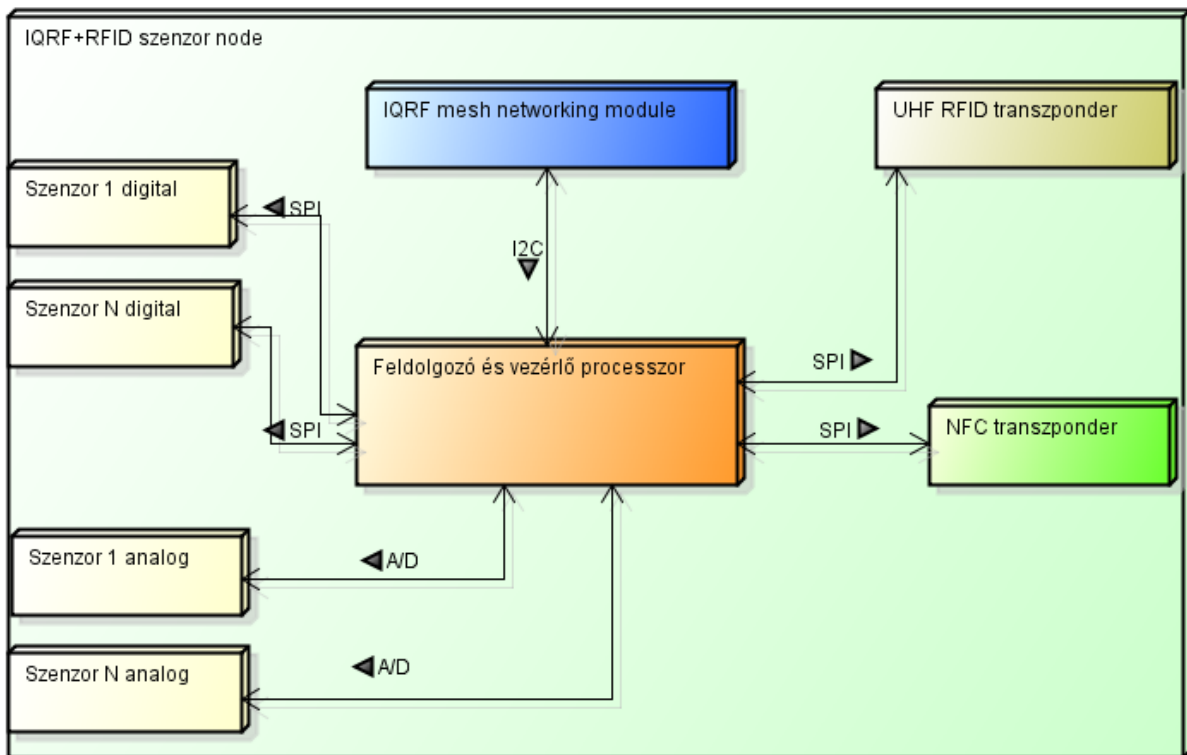 IQRF+RFID szenzor node
IQRF mesh networking module
UHF RFID transzponder
Szenzor 1 digital
SPI
I2C
Szenzor N digital
Feldolgozó és vezérlő processzor
SPI
SPI
SPI
NFC transzponder
Szenzor 1 analog
A/D
Szenzor N analog
A/D